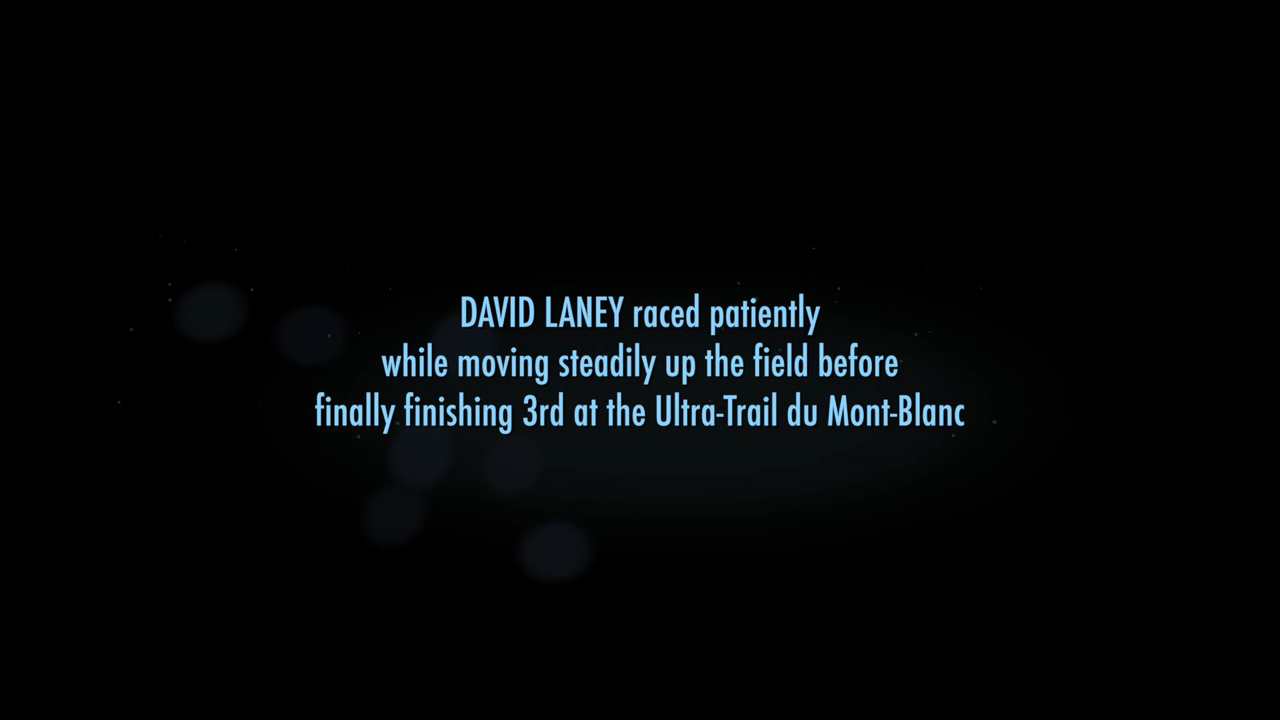 DAVID LANEY raced patiently
while moving steadily up the field before
finally finishing 3rd at the Ultra-Trail du Mont-Blanc